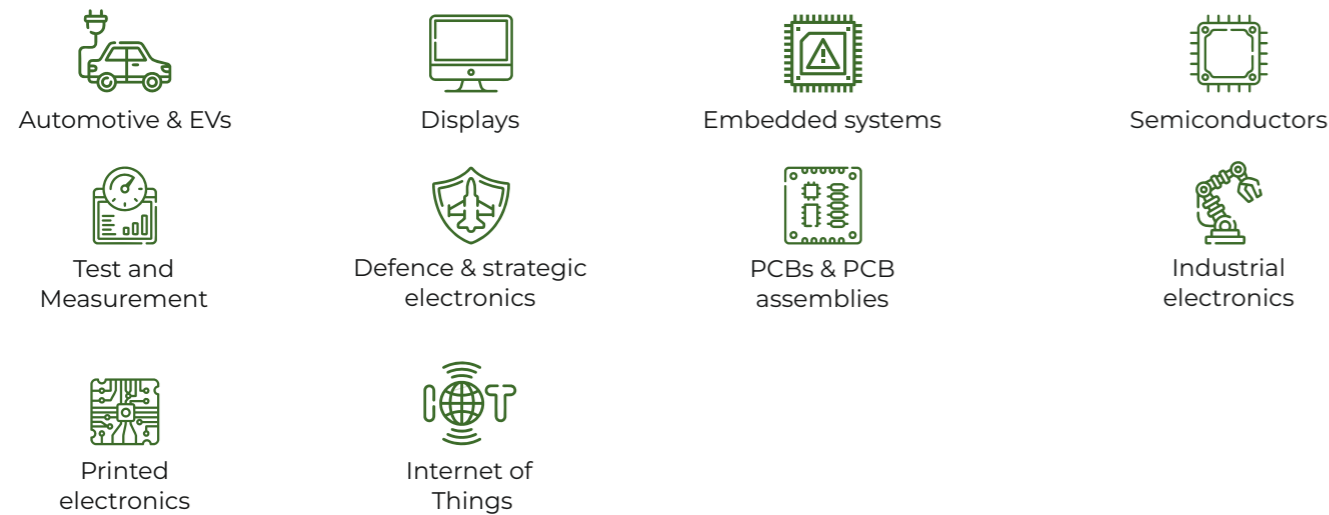 Automotive & EVs
Displays
Embedded systems
Semiconductors
Test and
Measurement
Defence & strategic
electronics
PCBs & PCB
assemblies
Industrial
electronics
Printed
electronics
IOT
Internet of
Things